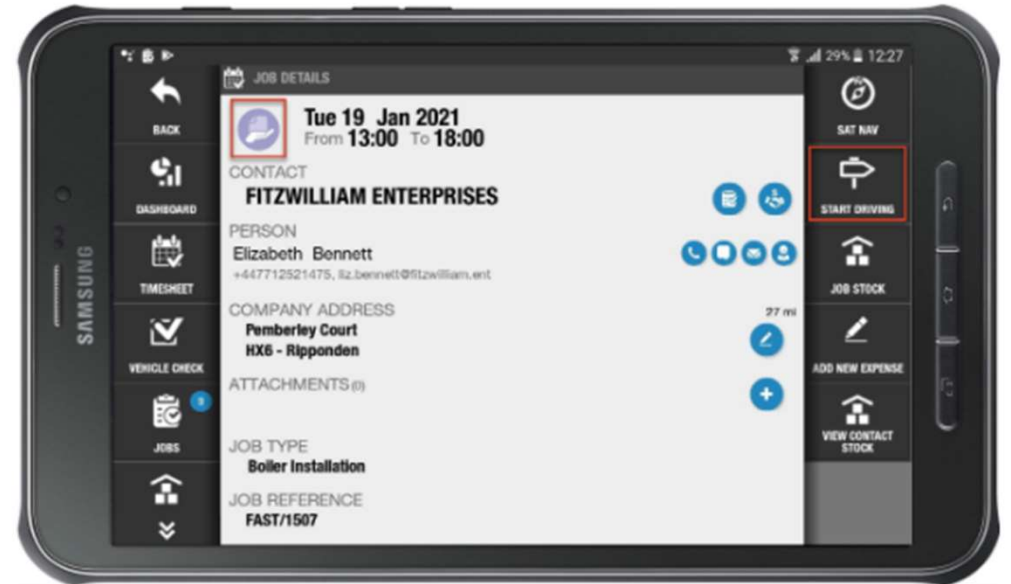 SAMSUNG
29% 12:27
BACK
DASHBOARD
TIMESHEET
VEHICLE CHECK
JOBS
JOB DETAILS
Tue 19 Jan 2021
From 13:00 To 18:00
CONTACT
FITZWILLIAM ENTERPRISES
PERSON
Elizabeth Bennett
+447712521475, liz.bennett@fitzwilliam.ent
COMPANY ADDRESS
27 mi
Pemberley Court
HX6 - Ripponden
ATTACHMENTS(0)
JOB TYPE
Boiler Installation
JOB REFERENCE
FAST/1507
SAT NAV
START DRIVING
JOB STOCK
ADD NEW EXPENSE
VIEW CONTACT
STOCK